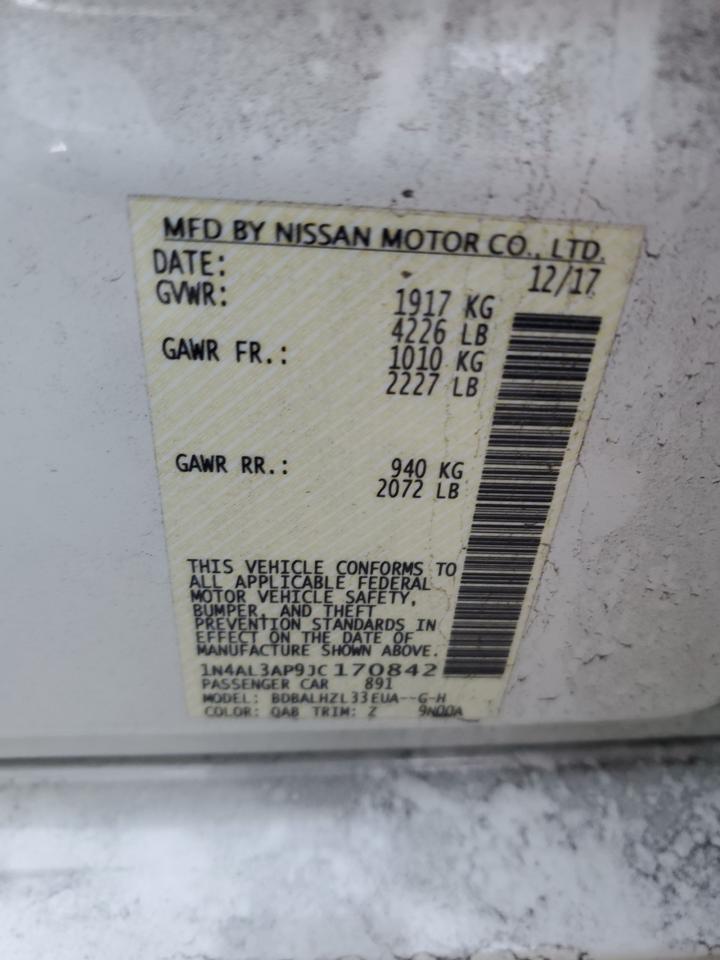 MFD BY NISSAN MOTOR CO., LTD.
DATE: 12/17
GVWR: 1917 KG
4226 LB
GAWR FR.: 1010 KG
2227 LB
GAWR RR.: 940 KG
2072 LB
THIS VEHICLE CONFORMS TO
ALL APPLICABLE FEDERAL
MOTOR VEHICLE SAFETY,
BUMPER, AND THEFT
PREVENTION STANDARDS IN
EFFECT ON THE DATE OF
MANUFACTURE SHOWN ABOVE.
1N4AL3AP9JC170842
PASSENGER CAR 891
MODEL: BDBALHZL33EUA--G-H
COLOR: QAB TRIM: Z 9N00A